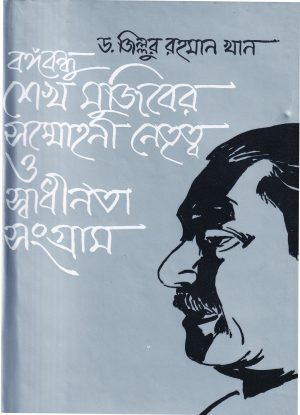 ড. জিল্লুর রহমান খান
বঙ্গবন্ধু
শেখ মুজিবের
সম্মোহনী নেতৃত্ব
ও
স্বাধীনতা
সংগ্রাম